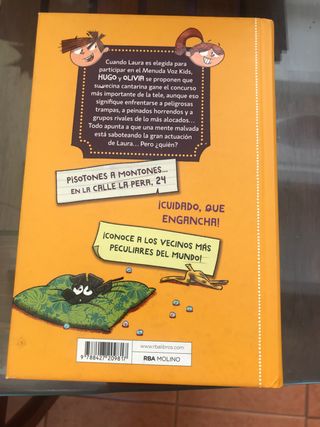 Cuando Laura es elegida para
participar en el Menuda Voz Kids,
HUGO y OLIVIA se proponen que
su vecina cantarina gane el concurso
más importante de la tele, aunque eso
signifique enfrentarse a peligrosas
trampas, a peinados horrendos y a
grupos rivales de lo más alocados...
Todo apunta a que una mente malvada
está saboteando la gran actuación
de Laura... Pero ¿quién?
PISOTONES A MONTONES...
EN LA CALLE LA PERA, 24
¡CUIDADO, QUE
ENGANCHA!
¡CONOCE A LOS VECINOS MÁS
PECULIARES DEL MUNDO!
www.rbalibros.com
9 788427 209817
RBA MOLINO